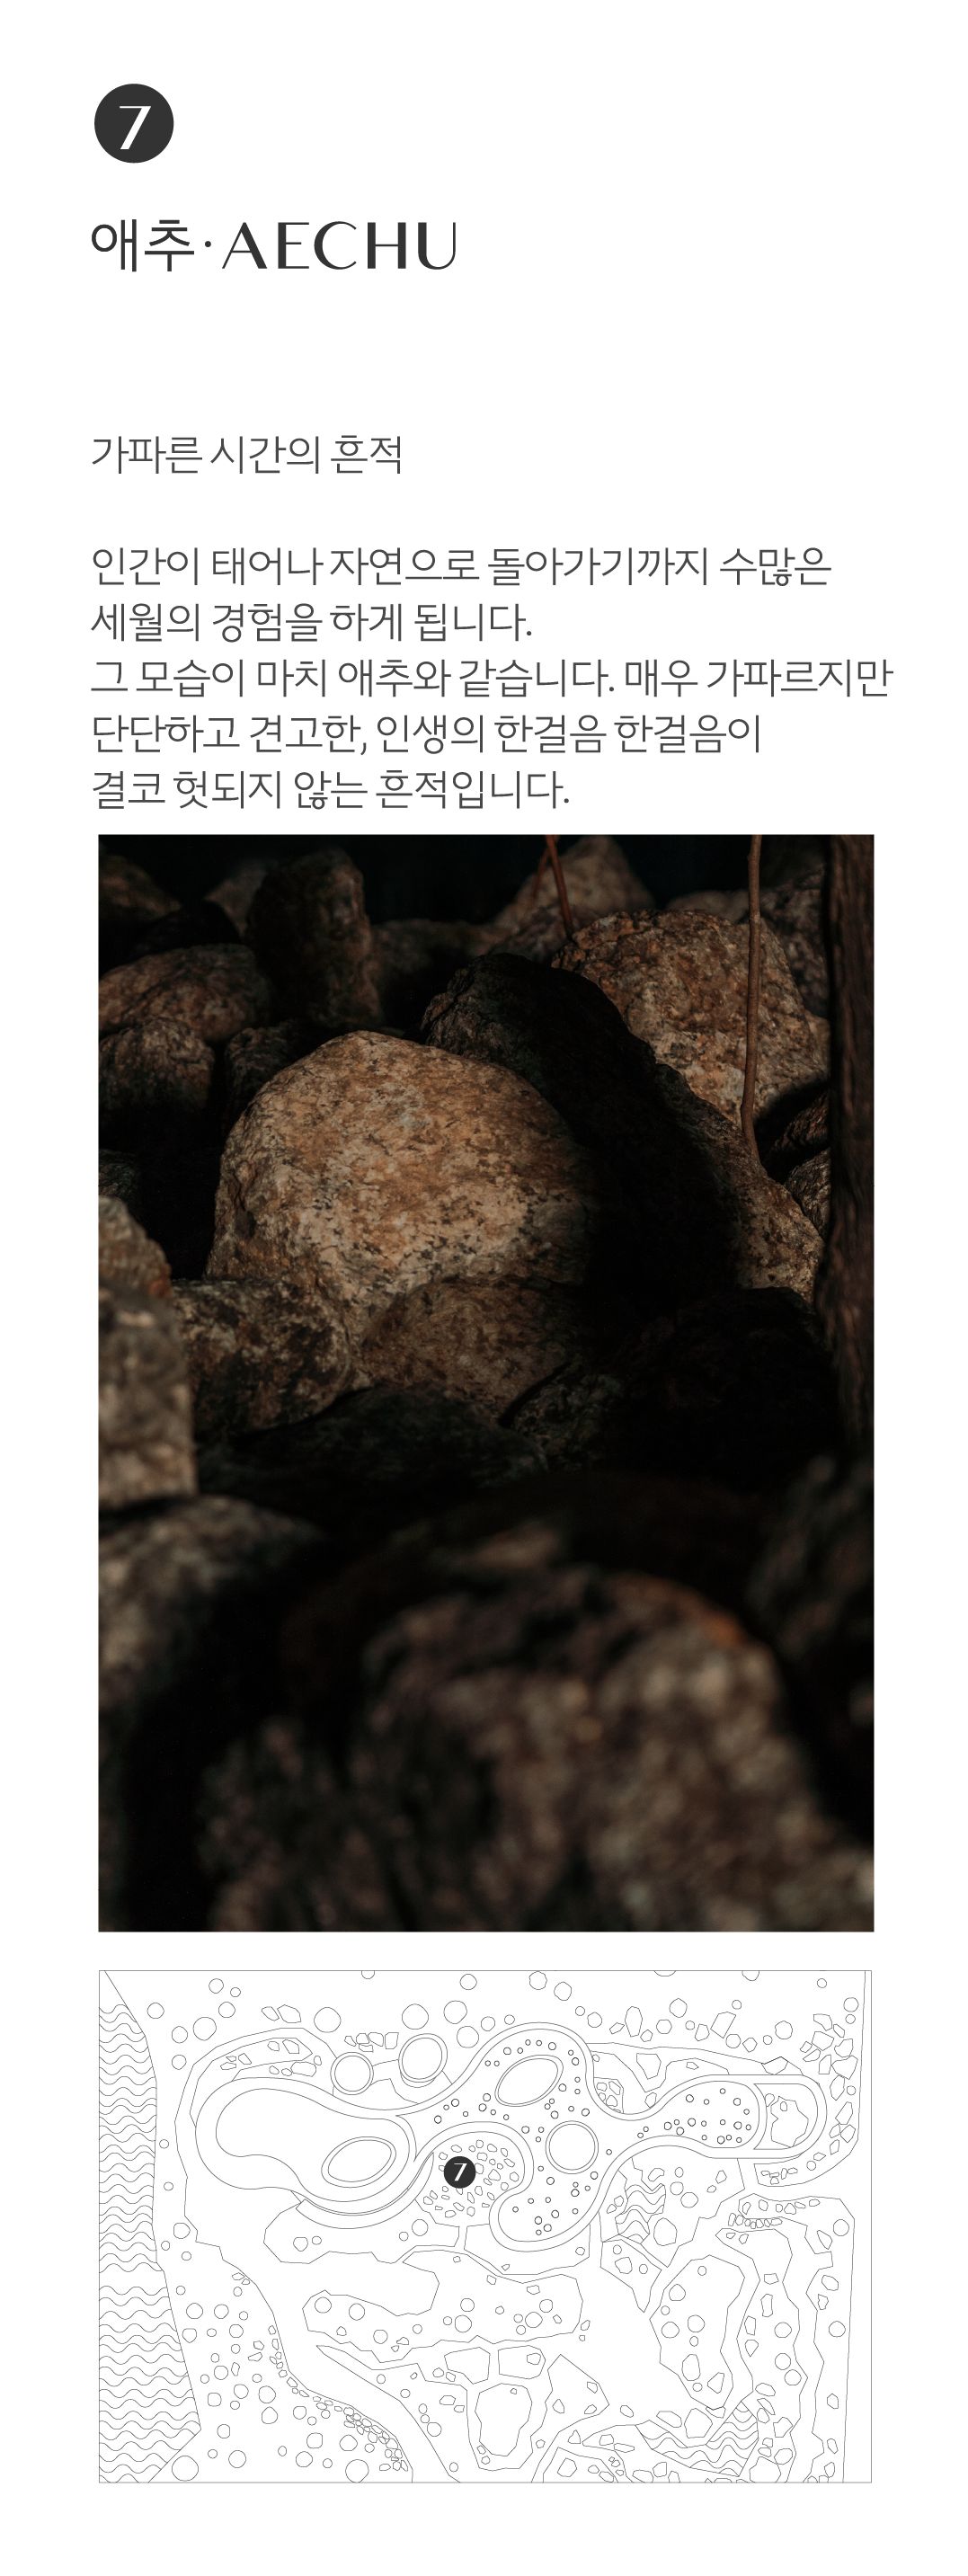 7
애추·AECHU
가파른 시간의 흔적
인간이 태어나 자연으로 돌아가기까지 수많은
세월의 경험을 하게 됩니다.
그 모습이 마치 애추와 같습니다. 매우 가파르지만
단단하고 견고한, 인생의 한걸음 한걸음이
결코 헛되지 않는 흔적입니다.
7